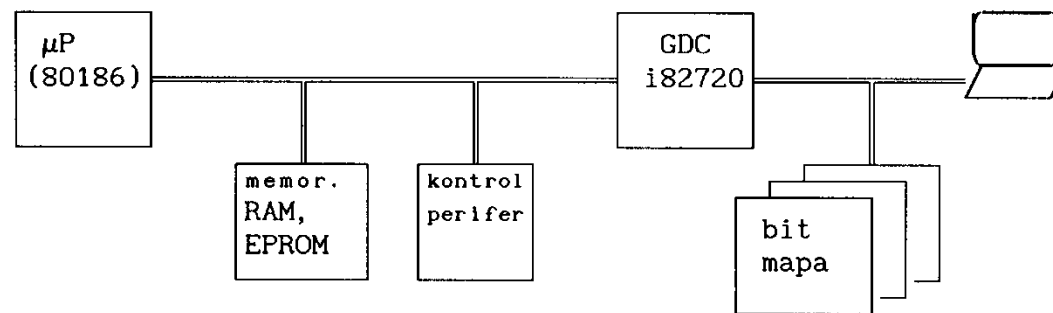 μP
(80186)
GDC
i82720
memor.
RAM,
EPROM
kontrol
perifer
bit
mapa